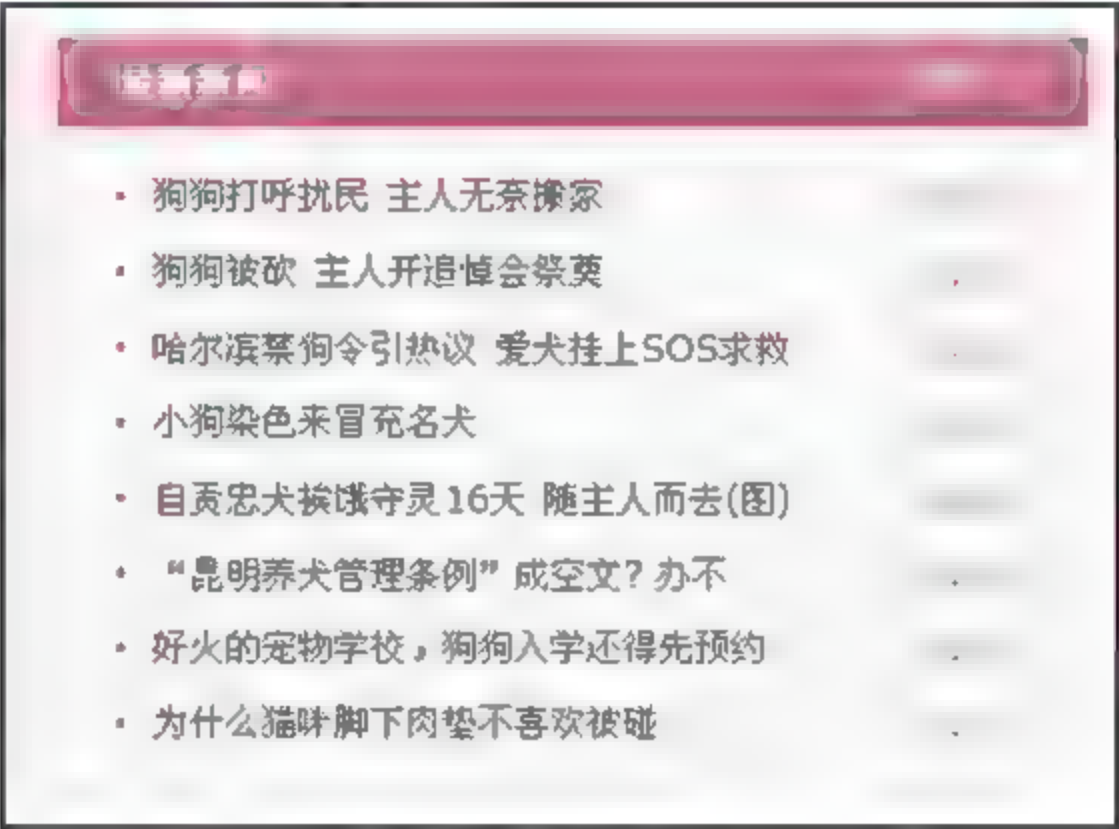 狗狗打呼扰民 主人无奈搬家
狗狗被砍 主人开追悼会祭奠
哈尔滨禁狗令引热议 爱犬挂上SOS求救
小狗染色来冒充名犬
自贡忠犬挨饿守灵16天 随主人而去(图)
“昆明养犬管理条例”成空文?办不
好火的宠物学校，狗狗入学还得先预约
为什么猫咪脚下肉垫不喜欢被碰